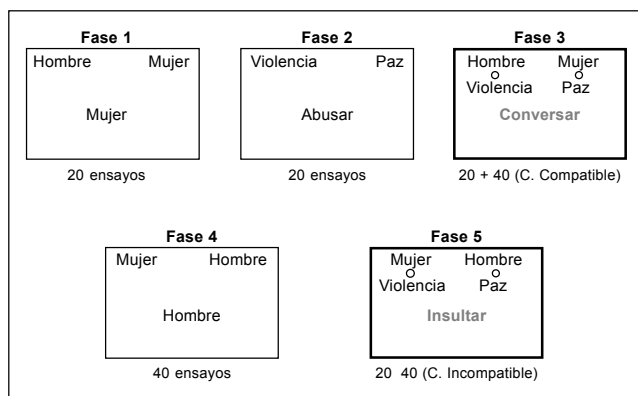 Fase 1
Hombre Mujer
Mujer
20 ensayos
Fase 2
Violencia Paz
Abusar
20 ensayos
Fase 3
Hombre Mujer
o o
Violencia Paz
Conversar
20 + 40 (C. Compatible)
Fase 4
Mujer Hombre
Hombre
40 ensayos
Fase 5
Mujer Hombre
o o
Violencia Paz
Insultar
20 40 (C. Incompatible)